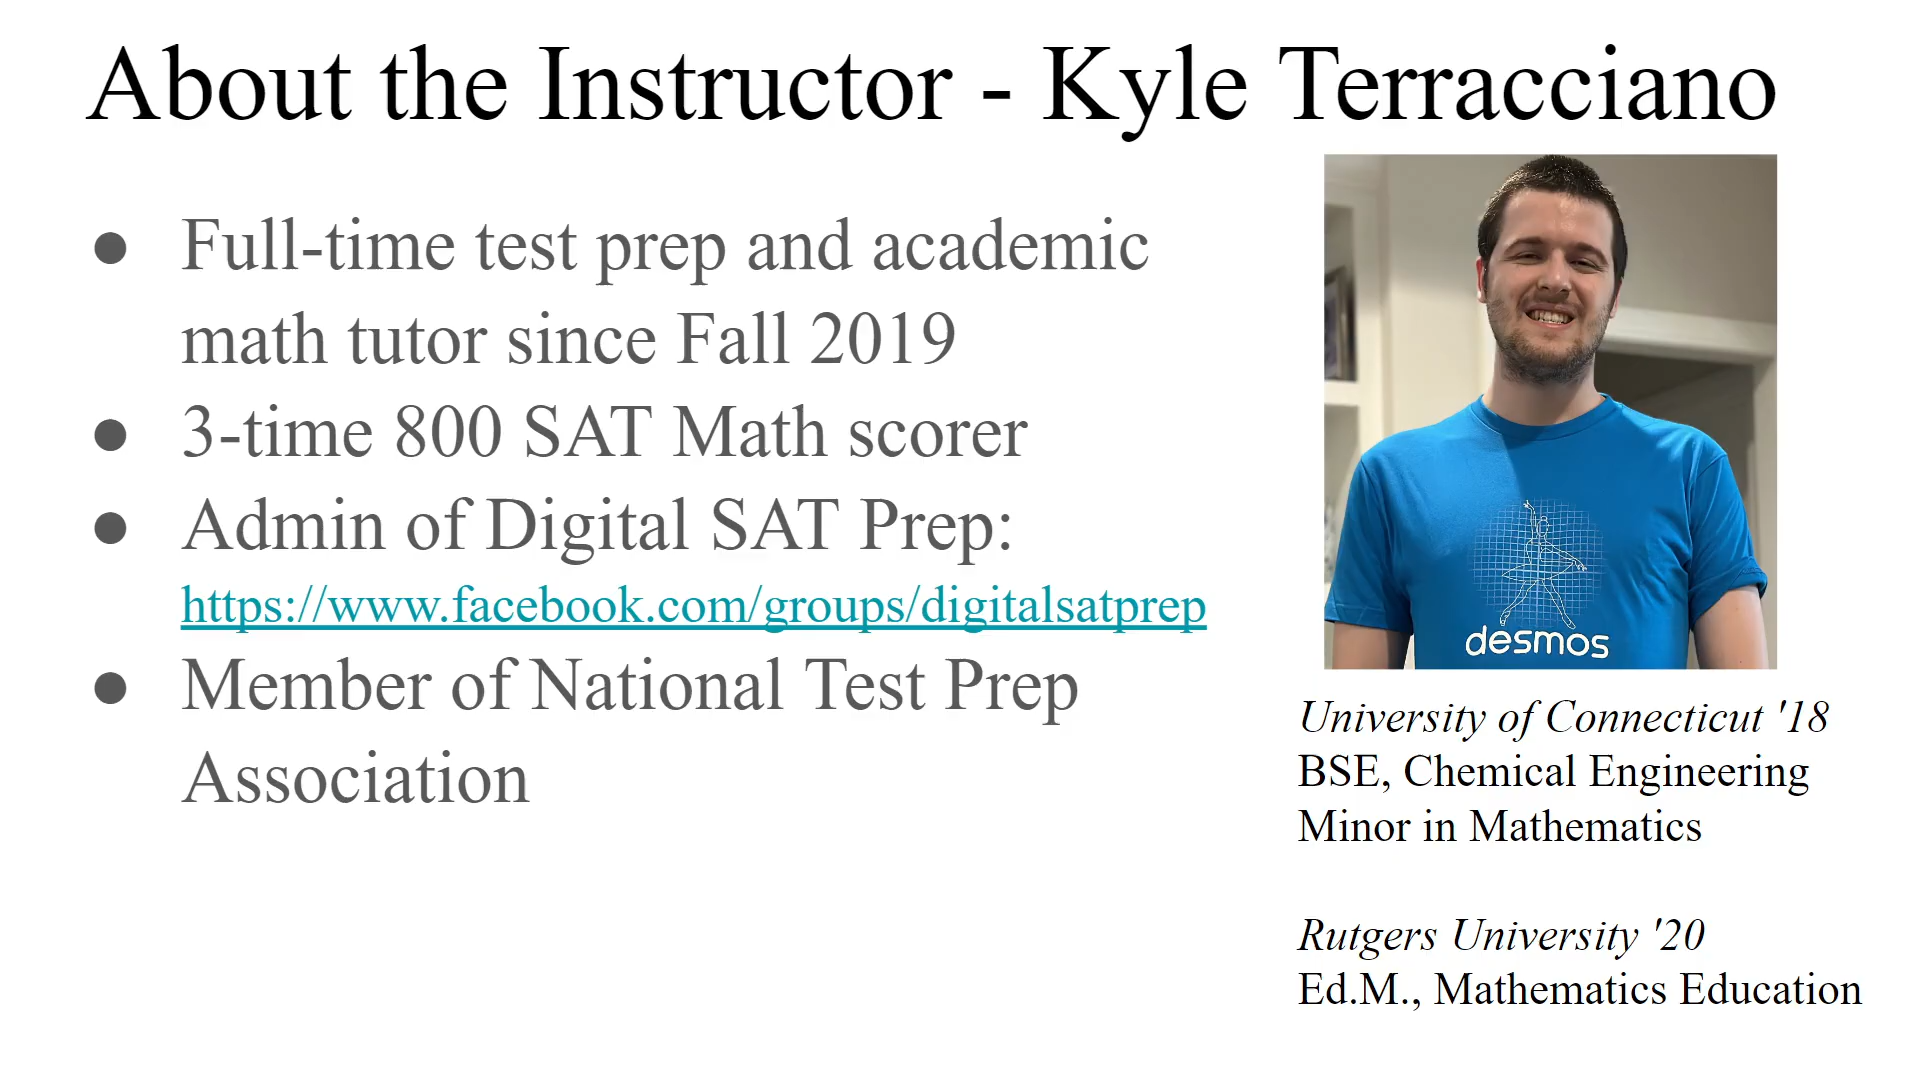 About the Instructor - Kyle Terracciano
● Full-time test prep and academic
math tutor since Fall 2019
● 3-time 800 SAT Math scorer
● Admin of Digital SAT Prep:
https://www.facebook.com/groups/digitalsatprep
● Member of National Test Prep
Association
desmos
University of Connecticut '18
BSE, Chemical Engineering
Minor in Mathematics
Rutgers University '20
Ed.M., Mathematics Education